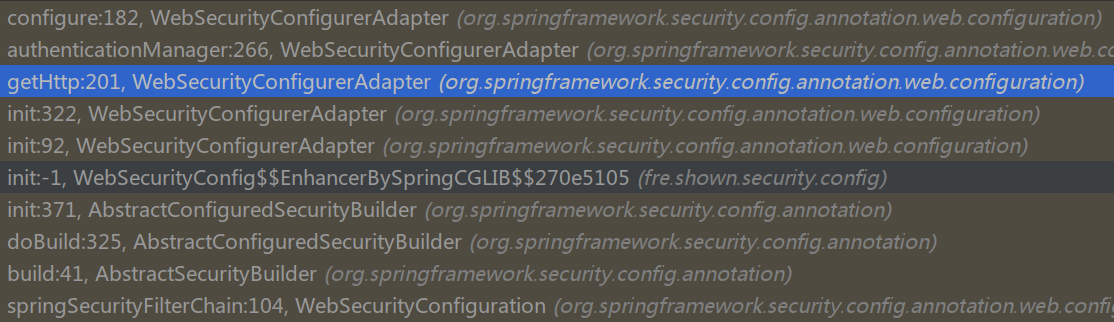 configure:182, WebSecurityConfigurerAdapter (org.springframework.security.config.annotation.web.configuration)
authenticationManager:266, WebSecurityConfigurerAdapter (org.springframework.security.config.annotation.web.co
getHttp:201, WebSecurityConfigurerAdapter (org.springframework.security.config.annotation.web.configuration)
init:322, WebSecurityConfigurerAdapter (org.springframework.security.config.annotation.web.configuration)
init:92, WebSecurityConfigurerAdapter (org.springframework.security.config.annotation.web.configuration)
init:-1, WebSecurityConfig$$EnhancerBySpringCGLIB$$270e5105 (fre.shown.security.config)
init:371, AbstractConfiguredSecurityBuilder (org.springframework.security.config.annotation)
doBuild:325, AbstractConfiguredSecurityBuilder (org.springframework.security.config.annotation)
build:41, AbstractSecurityBuilder (org.springframework.security.config.annotation)
springSecurityFilterChain:104, WebSecurityConfiguration (org.springframework.security.config.annotation.web.config